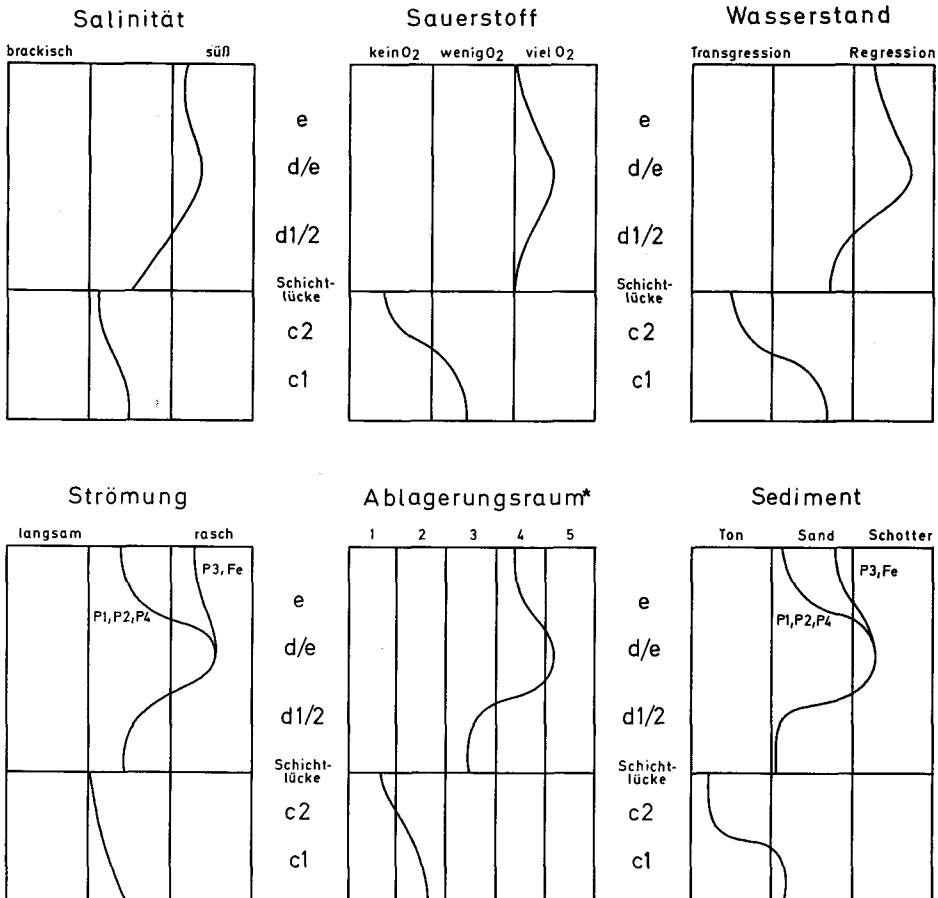 Salinität
brackisch süß
Sauerstoff
kein O2 wenig O2 viel O2
Wasserstand
Transgression Regression
e
d/e
d1/2
Schicht-
lücke
c2
c1
e
d/e
d1/2
Schicht-
lücke
c2
c1
Strömung
langsam rasch
P3,Fe
P1,P2,P4
Ablagerungsraum*
1 2 3 4 5
Sediment
Ton Sand Schotter
P3,Fe
P1,P2,P4
e
d/e
d1/2
Schicht-
lücke
c2
c1
e
d/e
d1/2
Schicht-
lücke
c2
c1